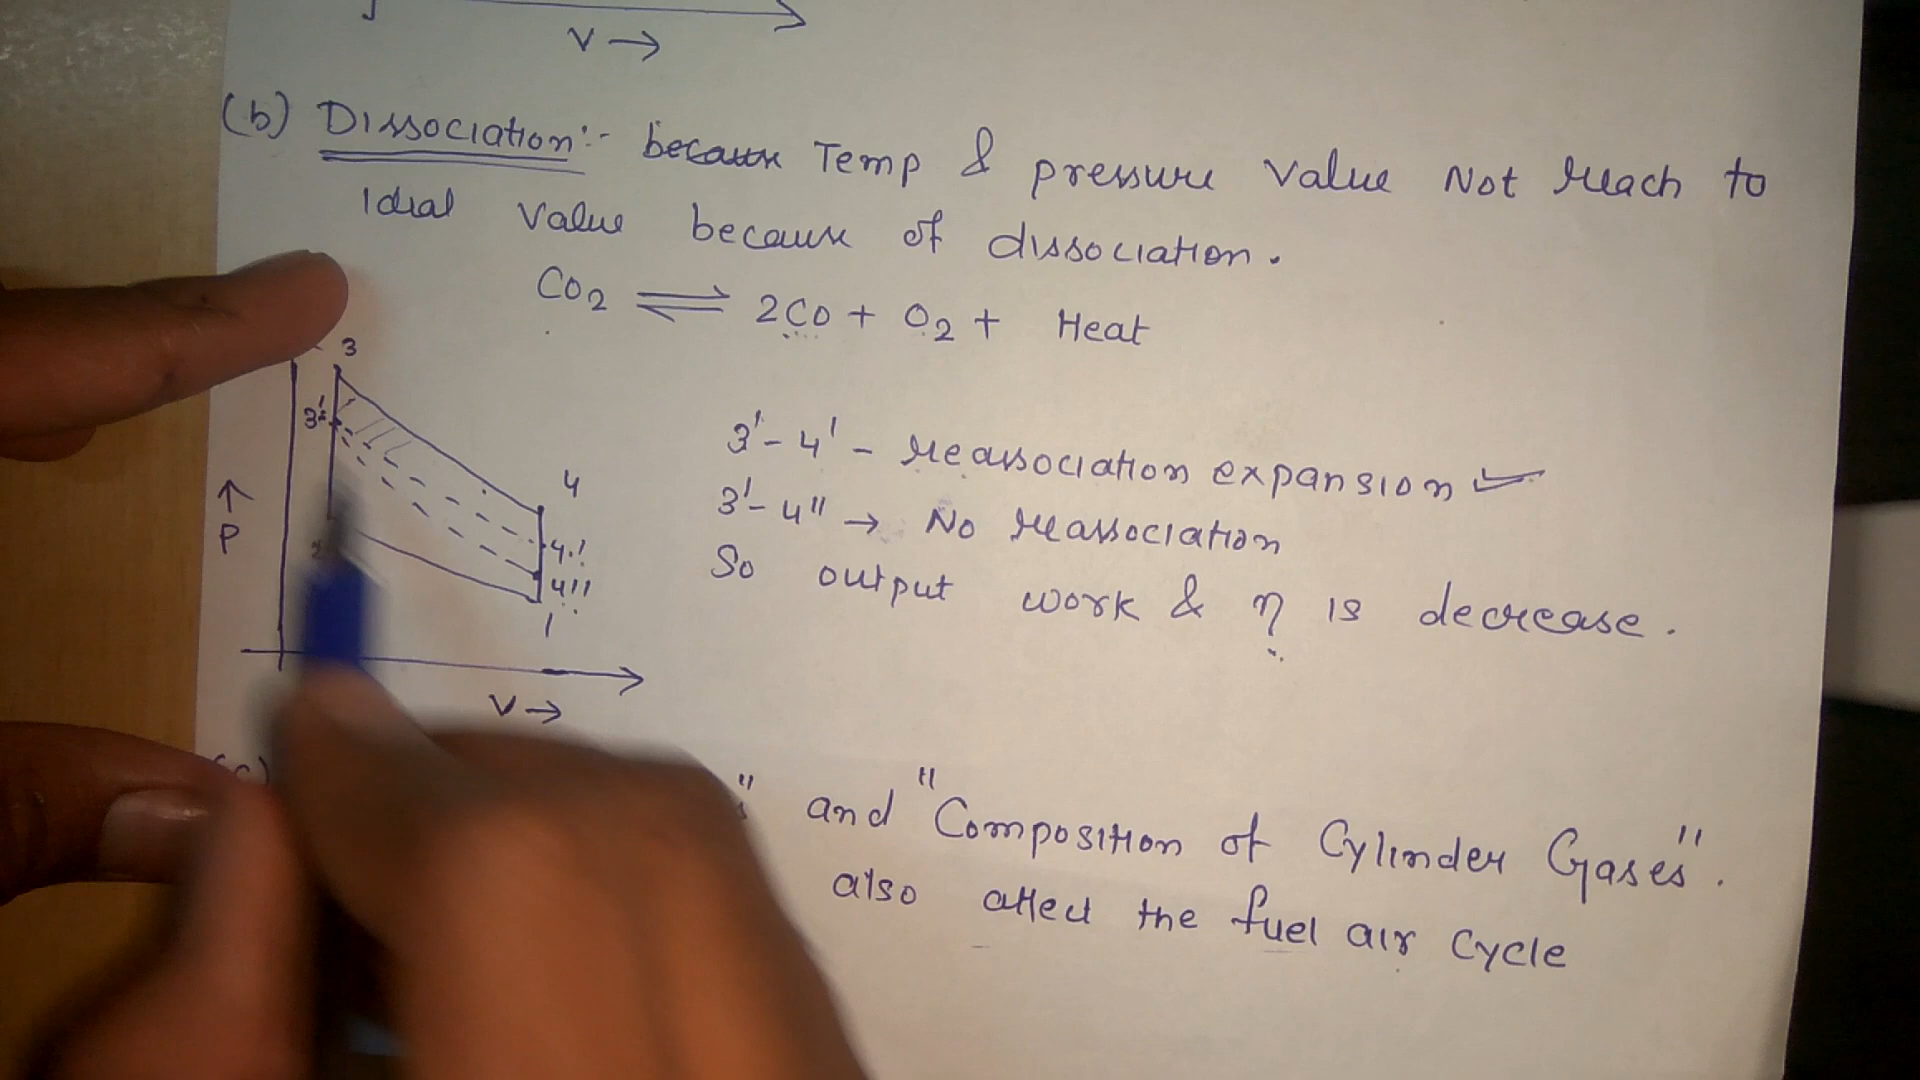 V →
(b) Dissociation :- because Temp & pressure Value Not reach to
Ideal Value because of dissociation.
CO2 ⇌ 2CO + O2 + Heat
3
3'
4
4'
4''
1
↑
P
V →
3'-4' - reassociation expansion
3'-4'' → No reassociation
So output work & η is decrease.
" and "Composition of Cylinder Gases".
also affect the fuel air Cycle